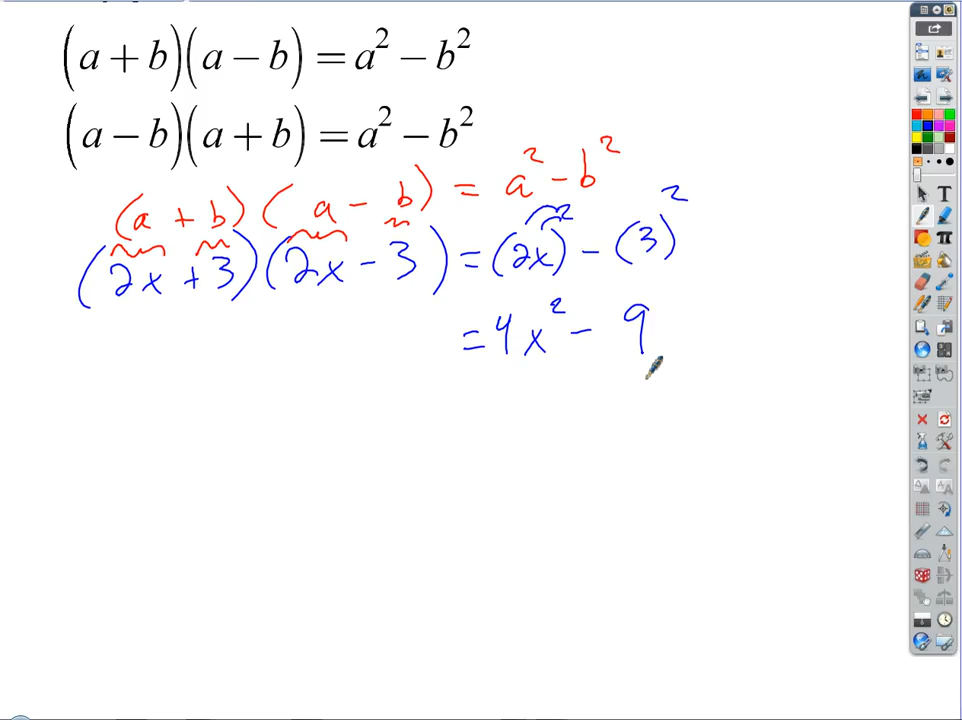 (a + b)(a − b) = a² − b²
(a − b)(a + b) = a² − b²
(a + b)(a − b) = a² − b²
(2x + 3)(2x − 3) = (2x)² − (3)²
= 4x² − 9